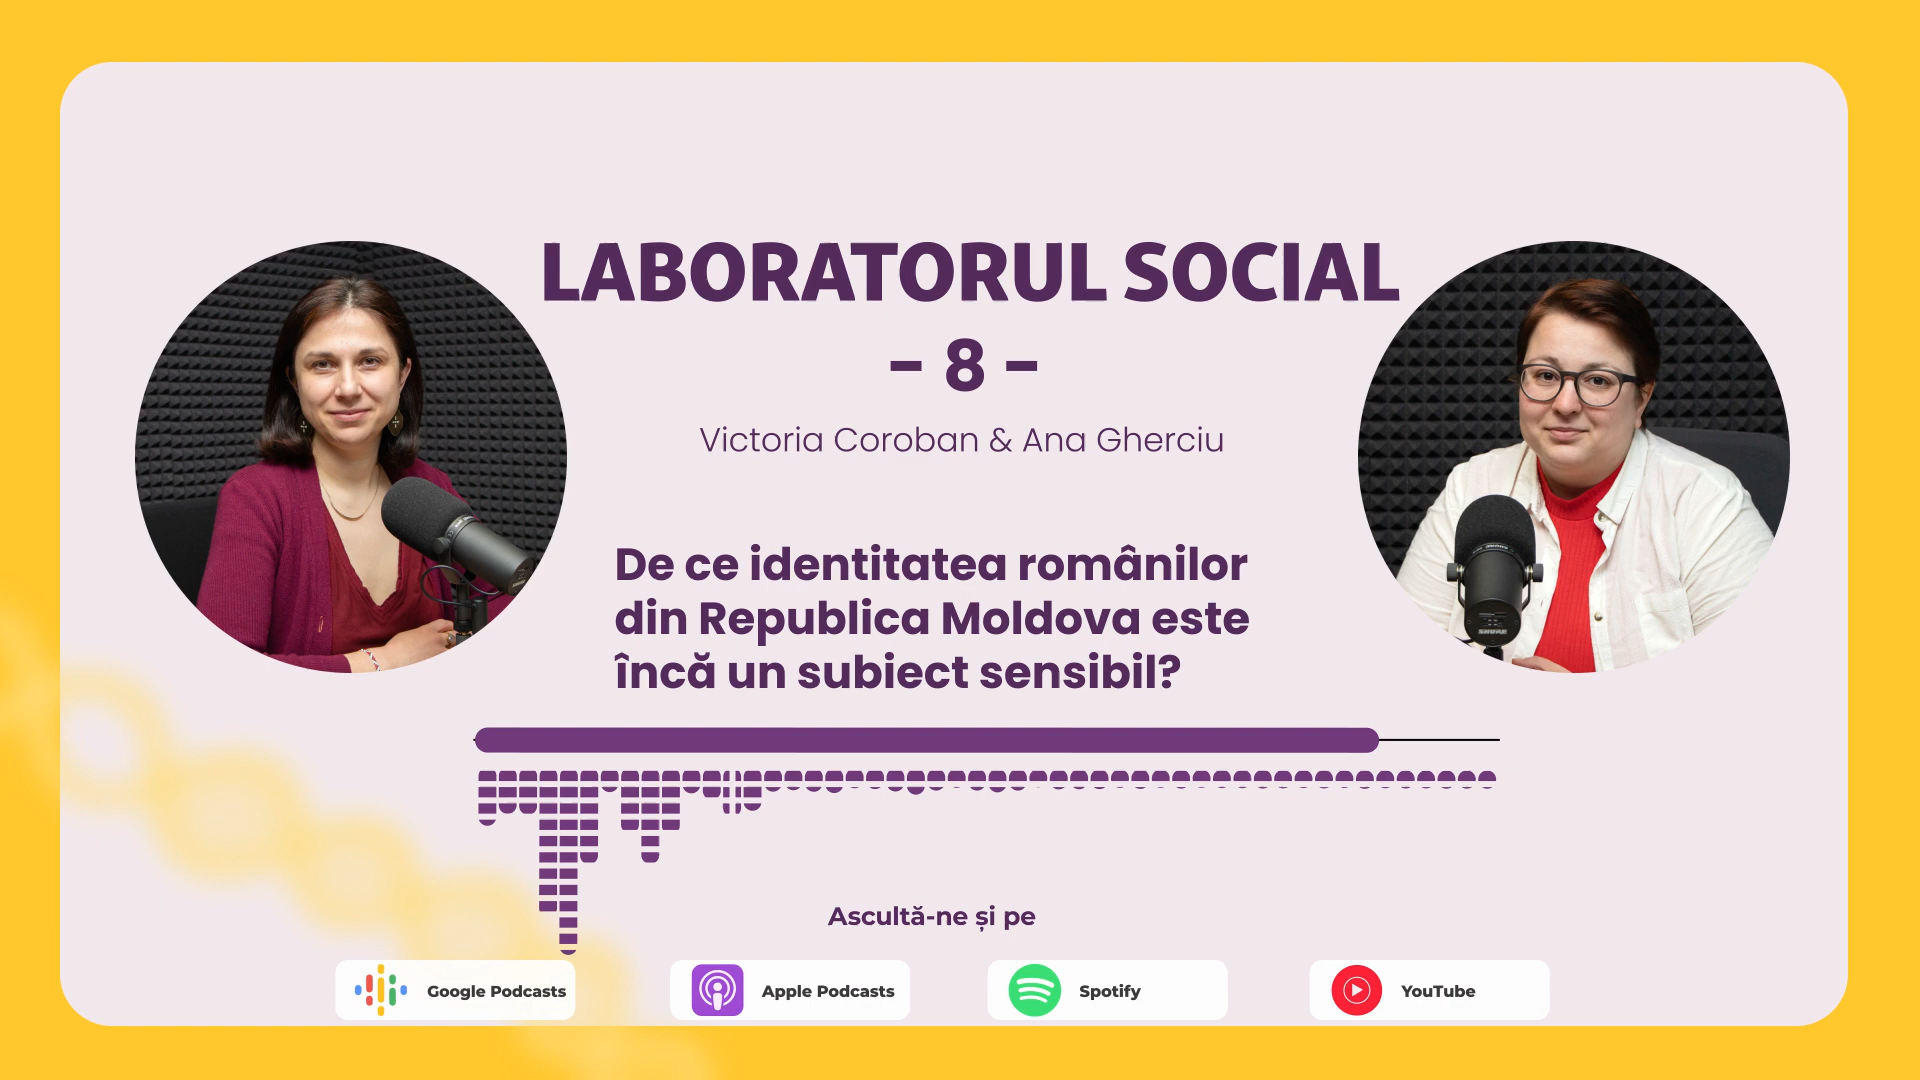 LABORATORUL SOCIAL
- 8 -
Victoria Coroban & Ana Gherciu
De ce identitatea românilor
din Republica Moldova este
încă un subiect sensibil?
Ascultă-ne și pe
Google Podcasts
Apple Podcasts
Spotify
YouTube
SHURE